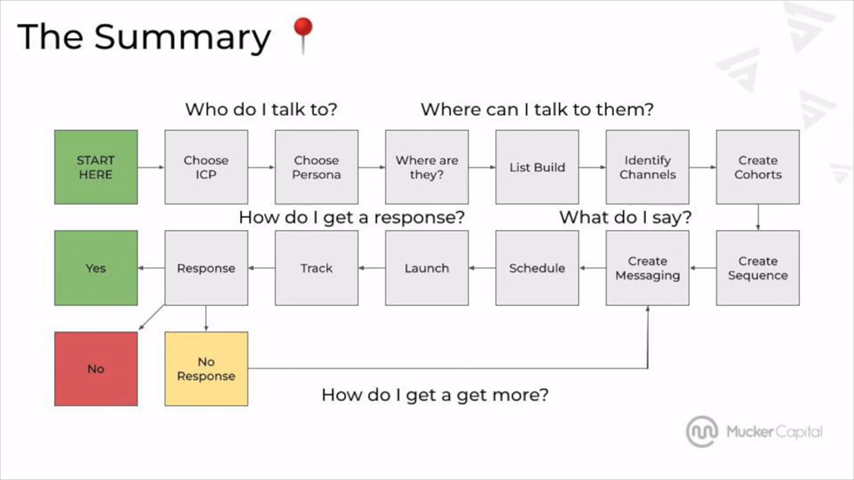 The Summary
Who do I talk to?
Where can I talk to them?
START
HERE
Choose
ICP
Choose
Persona
Where are
they?
List Build
Identify
Channels
Create
Cohorts
How do I get a response?
What do I say?
Yes
Response
Track
Launch
Schedule
Create
Messaging
Create
Sequence
No
No
Response
How do I get a get more?
MuckerCapital